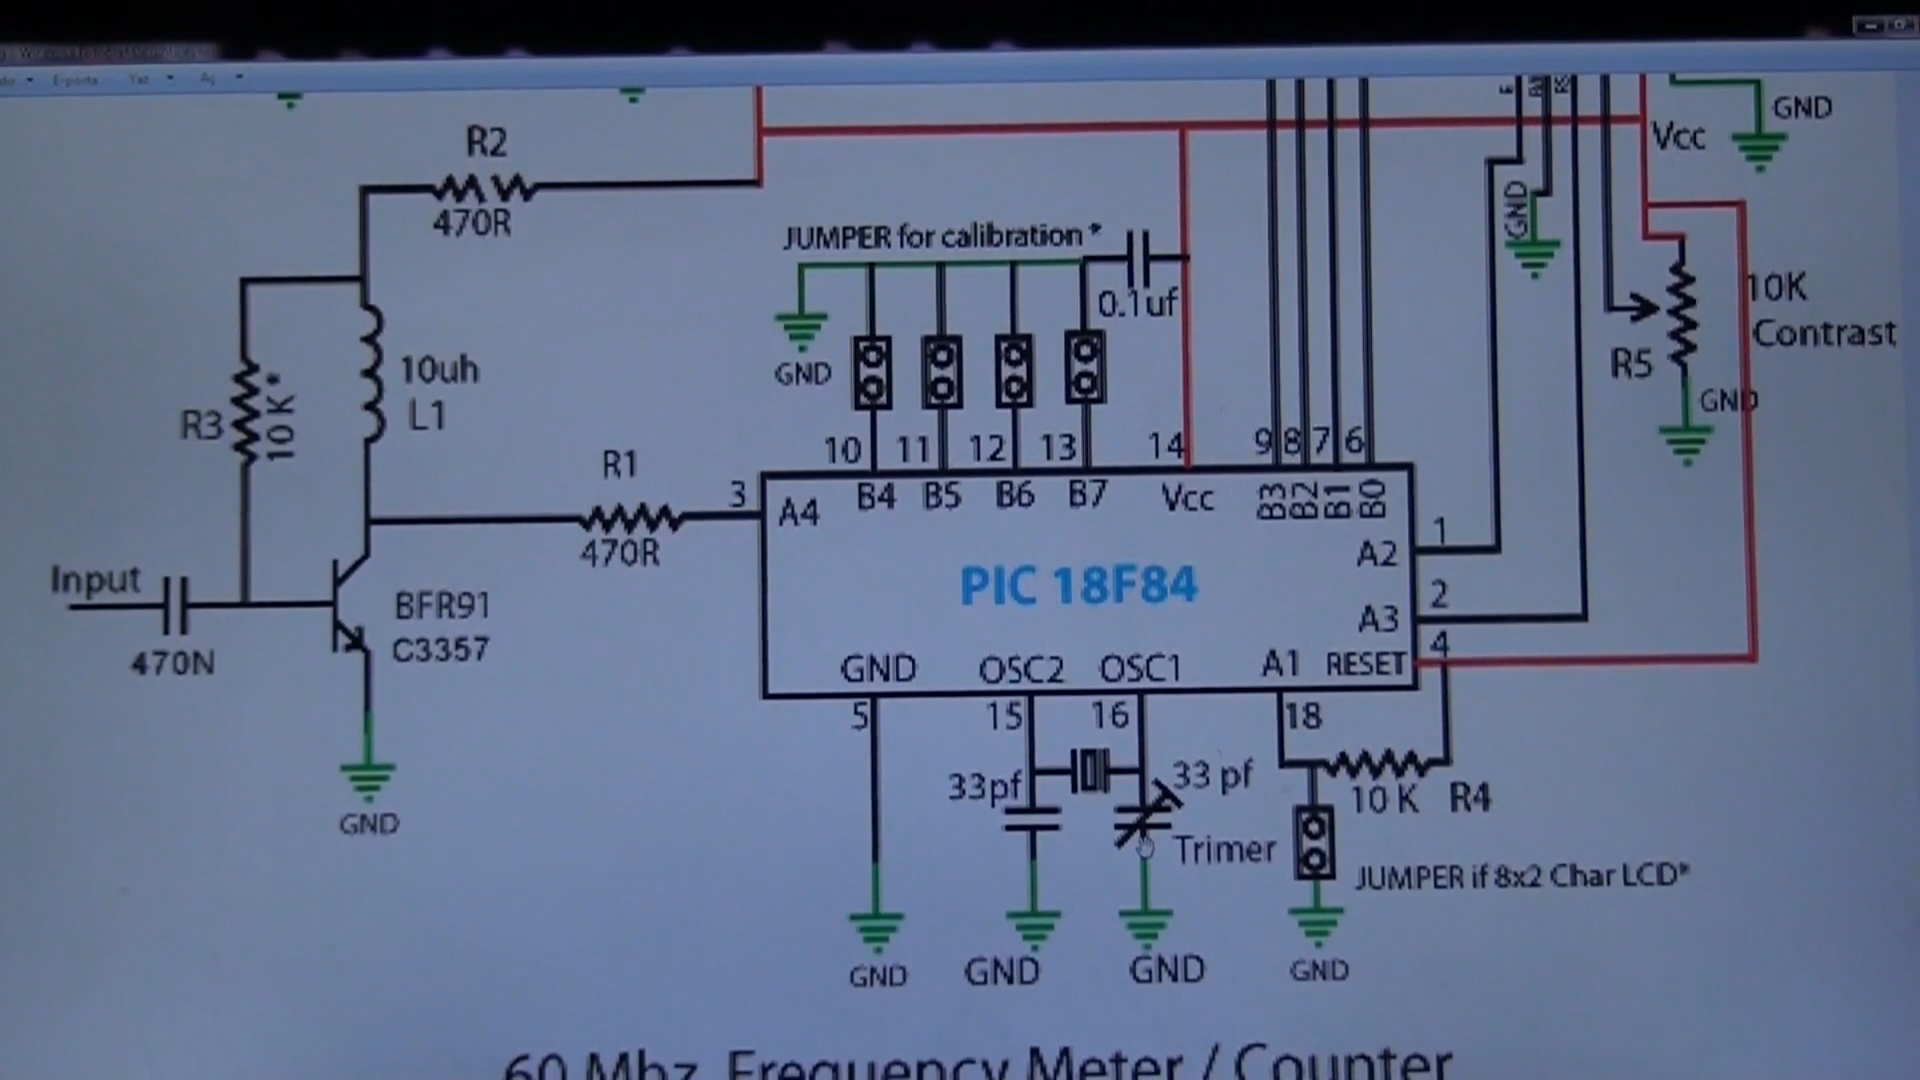 R2
470R
GND
Vcc
E
RS
GND
JUMPER for calibration *
0.1uf
GND
R3
10 K *
10uh
L1
10K
Contrast
R5
GND
10
11
12
13
14
9
8
7
6
R1
470R
3
A4
B4
B5
B6
B7
Vcc
B3
B2
B1
B0
1
A2
2
A3
4
Input
470N
BFR91
C3357
PIC 18F84
GND
OSC2
OSC1
A1
RESET
5
15
16
18
33pf
33 pf
Trimer
10 K
R4
JUMPER if 8x2 Char LCD*
GND
GND
GND
GND
GND
60 Mhz Frequency Meter / Counter